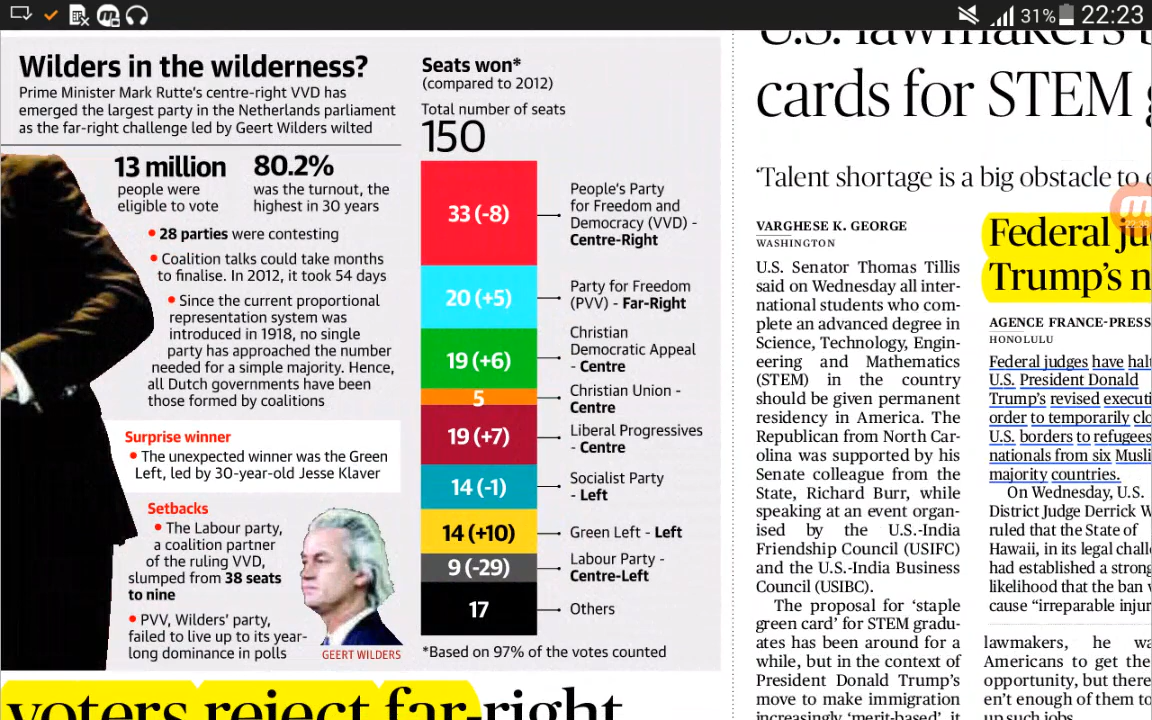 31% 22:23
Wilders in the wilderness?
Prime Minister Mark Rutte's centre-right VVD has
emerged the largest party in the Netherlands parliament
as the far-right challenge led by Geert Wilders wilted
13 million
people were
eligible to vote
80.2%
was the turnout, the
highest in 30 years
• 28 parties were contesting
• Coalition talks could take months
to finalise. In 2012, it took 54 days
• Since the current proportional
representation system was
introduced in 1918, no single
party has approached the number
needed for a simple majority. Hence,
all Dutch governments have been
those formed by coalitions
Surprise winner
• The unexpected winner was the Green
Left, led by 30-year-old Jesse Klaver
Setbacks
• The Labour party,
a coalition partner
of the ruling VVD,
slumped from 38 seats
to nine
• PVV, Wilders' party,
failed to live up to its year-
long dominance in polls
GEERT WILDERS
Seats won*
(compared to 2012)
Total number of seats
150
33 (-8)
People's Party
for Freedom and
Democracy (VVD) -
Centre-Right
20 (+5)
Party for Freedom
(PVV) - Far-Right
19 (+6)
Christian
Democratic Appeal
- Centre
5
Christian Union -
Centre
19 (+7)
Liberal Progressives
- Centre
14 (-1)
Socialist Party
- Left
14 (+10)
Green Left - Left
9 (-29)
Labour Party -
Centre-Left
17
Others
*Based on 97% of the votes counted
voters reject far-right
U.S. lawmakers
cards for STEM
‘Talent shortage is a big obstacle to
VARGHESE K. GEORGE
WASHINGTON
U.S. Senator Thomas Tillis
said on Wednesday all inter-
national students who com-
plete an advanced degree in
Science, Technology, Engin-
eering and Mathematics
(STEM) in the country
should be given permanent
residency in America. The
Republican from North Car-
olina was supported by his
Senate colleague from the
State, Richard Burr, while
speaking at an event organ-
ised by the U.S.-India
Friendship Council (USIFC)
and the U.S.-India Business
Council (USIBC).
The proposal for ‘staple
green card’ for STEM gradu-
ates has been around for a
while, but in the context of
President Donald Trump's
move to make immigration
increasingly ‘merit-based’, it
Federal ju
Trump's n
AGENCE FRANCE-PRESS
HONOLULU
Federal judges have hal
U.S. President Donald
Trump's revised executi
order to temporarily clo
U.S. borders to refugees
nationals from six Musli
majority countries.
On Wednesday, U.S.
District Judge Derrick W
ruled that the State of
Hawaii, in its legal chall
had established a strong
likelihood that the ban
cause “irreparable injur
lawmakers, he wa
Americans to get the
opportunity, but there
en't enough of them to
up such jobs.